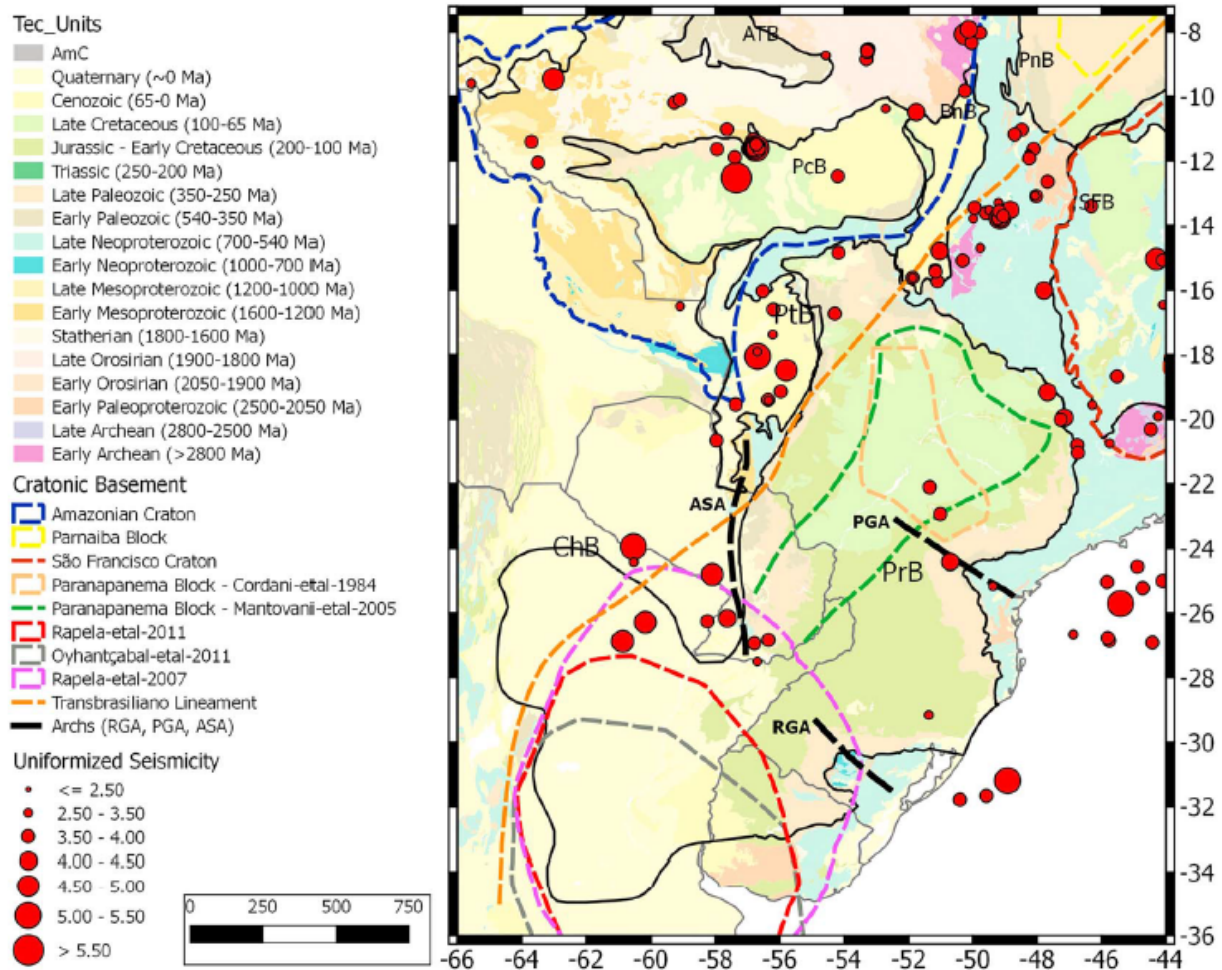 Tec_Units
AmC
Quaternary (~0 Ma)
Cenozoic (65-0 Ma)
Late Cretaceous (100-65 Ma)
Jurassic - Early Cretaceous (200-100 Ma)
Triassic (250-200 Ma)
Late Paleozoic (350-250 Ma)
Early Paleozoic (540-350 Ma)
Late Neoproterozoic (700-540 Ma)
Early Neoproterozoic (1000-700 lMa)
Late Mesoproterozoic (1200-1000 Ma)
Early Mesoproterozoic (1600-1200 Ma)
Statherian (1800-1600 Ma)
Late Orosirian (1900-1800 Ma)
Early Orosirian (2050-1900 Ma)
Early Paleoproterozoic (2500-2050 Ma)
Late Archean (2800-2500 Ma)
Early Archean (>2800 Ma)
Cratonic Basement
Amazonian Craton
Parnaiba Block
São Francisco Craton
Paranapanema Block - Cordani-etal-1984
Paranapanema Block - Mantovanii-etal-2005
Rapela-etal-2011
Oyhantçabal-etal-2011
Rapela-etal-2007
Transbrasiliano Lineament
Archs (RGA, PGA, ASA)
Uniformized Seismicity
<= 2.50
2.50 - 3.50
3.50 - 4.00
4.00 - 4.50
4.50 - 5.00
5.00 - 5.50
> 5.50
0 250 500 750
ATB
PnB
BnB
PcB
SFB
PtB
ASA
ChB
PGA
PrB
RGA
-8
-10
-12
-14
-16
-18
-20
-22
-24
-26
-28
-30
-32
-34
-36
-66 -64 -62 -60 -58 -56 -54 -52 -50 -48 -46 -44